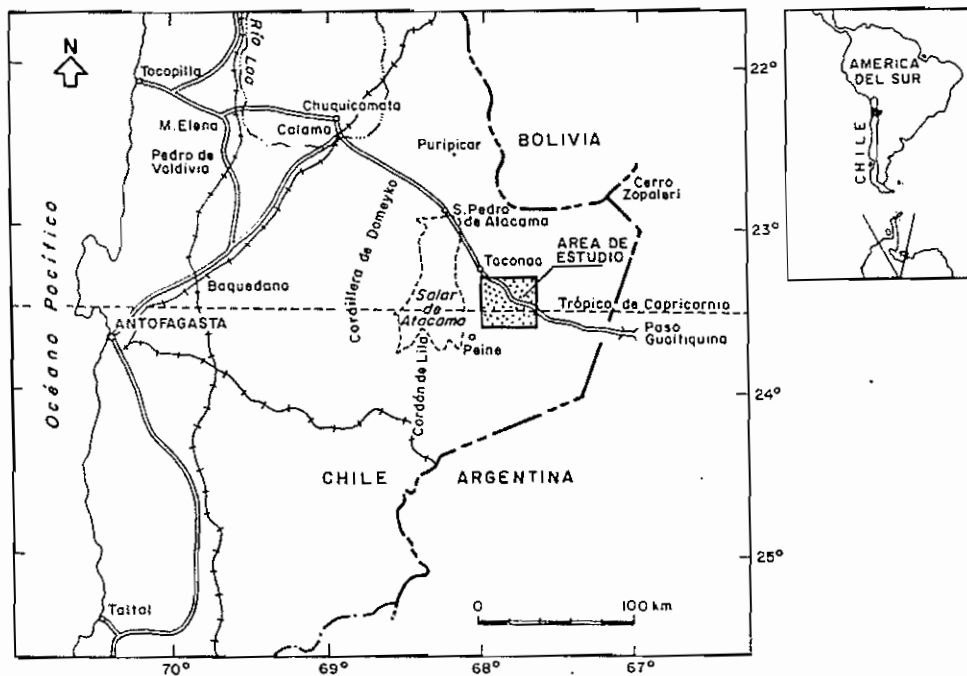 N
Río Loa
Tocopilla
Chuquicamata
M. Elena
Calama
Pedro de
Valdivia
Puripicar
BOLIVIA
Cerro
Zapaleri
S. Pedro
de Atacama
AREA DE
ESTUDIO
Toconao
Océano Pacífico
Cordillera de Domeyko
Baquedano
Salar
de
Atacama
Trópico de Capricornio
ANTOFAGASTA
Peine
Paso
Guaitiquina
Cordón de Lila
CHILE
ARGENTINA
Taltal
0 100 km
22°
23°
24°
25°
70° 69° 68° 67°
AMERICA
DEL SUR
CHILE